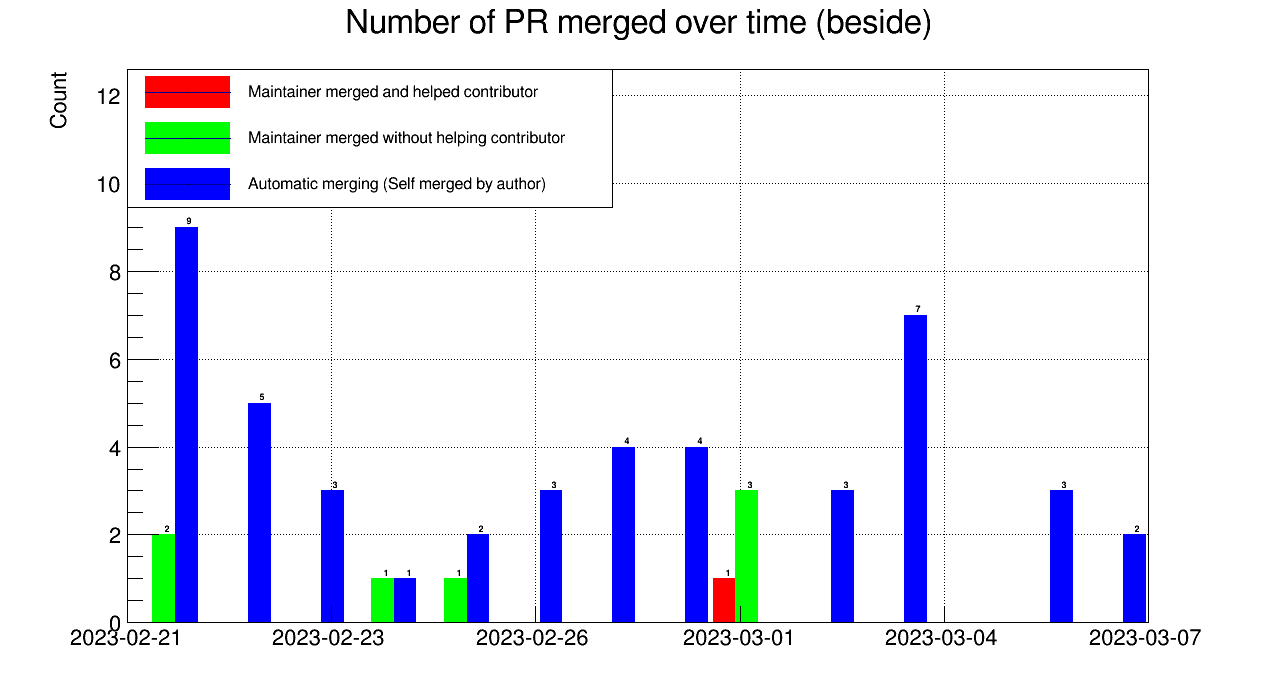 Number of PR merged over time (beside)
Count
Maintainer merged and helped contributor
Maintainer merged without helping contributor
Automatic merging (Self merged by author)
12
10
8
6
4
2
0
2 9 5 3 1 1 1 2 3 4 4 1 3 3 7 3 2
2023-02-21 2023-02-23 2023-02-26 2023-03-01 2023-03-04 2023-03-07